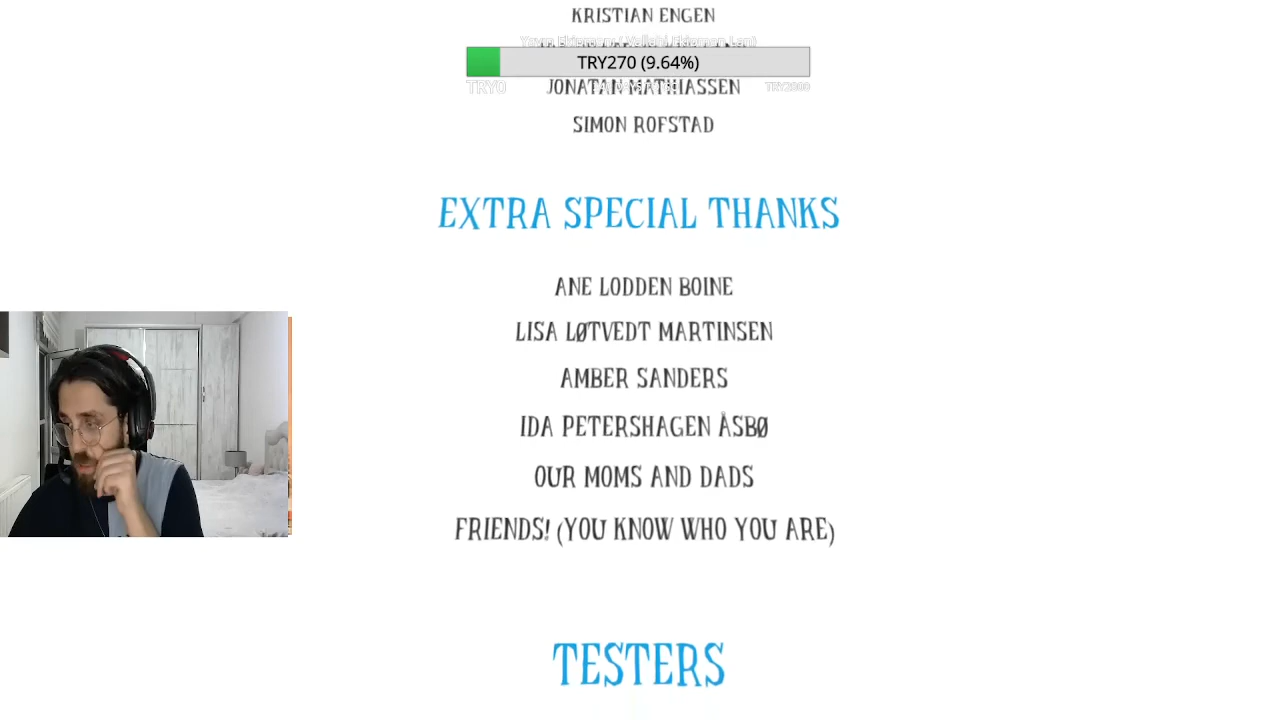 KRISTIAN ENGEN
TRY270 (9.64%)
TRY0
JONATAN MATHIASSEN
SIMON ROFSTAD
EXTRA SPECIAL THANKS
ANE LODDEN BOINE
LISA LØTVEDT MARTINSEN
AMBER SANDERS
IDA PETERSHAGEN ÅSBØ
OUR MOMS AND DADS
FRIENDS! (YOU KNOW WHO YOU ARE)
TESTERS